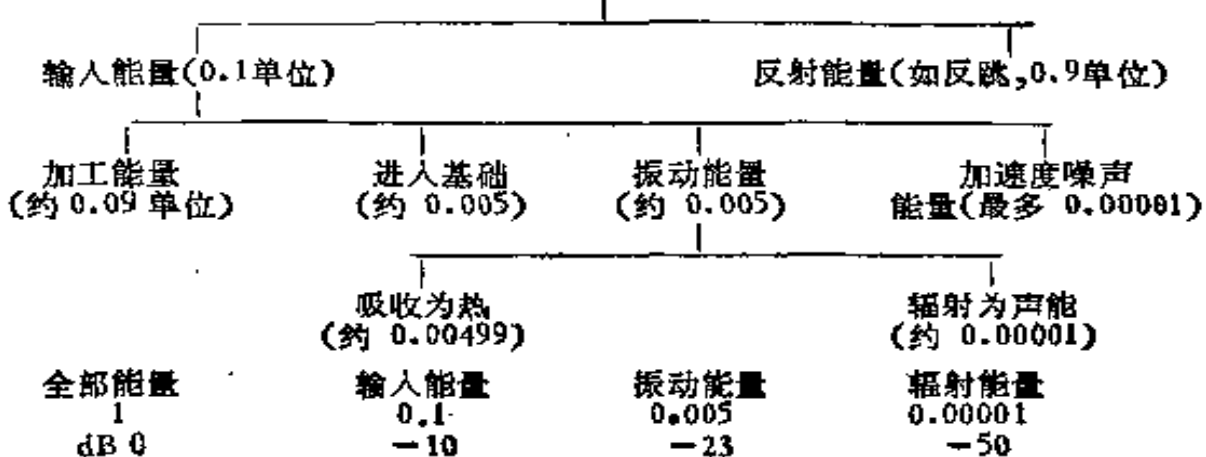 输入能量(0.1单位) 反射能量(如反跳,0.9单位)
加工能量 进入基础 振动能量 加速度噪声
(约 0.09 单位) (约 0.005) (约 0.005) 能量(最多 0.00001)
吸收为热 辐射为声能
(约 0.00499) (约 0.00001)
全部能量 输入能量 振动能量 辐射能量
1 0.1 0.005 0.00001
dB 0 -10 -23 -50